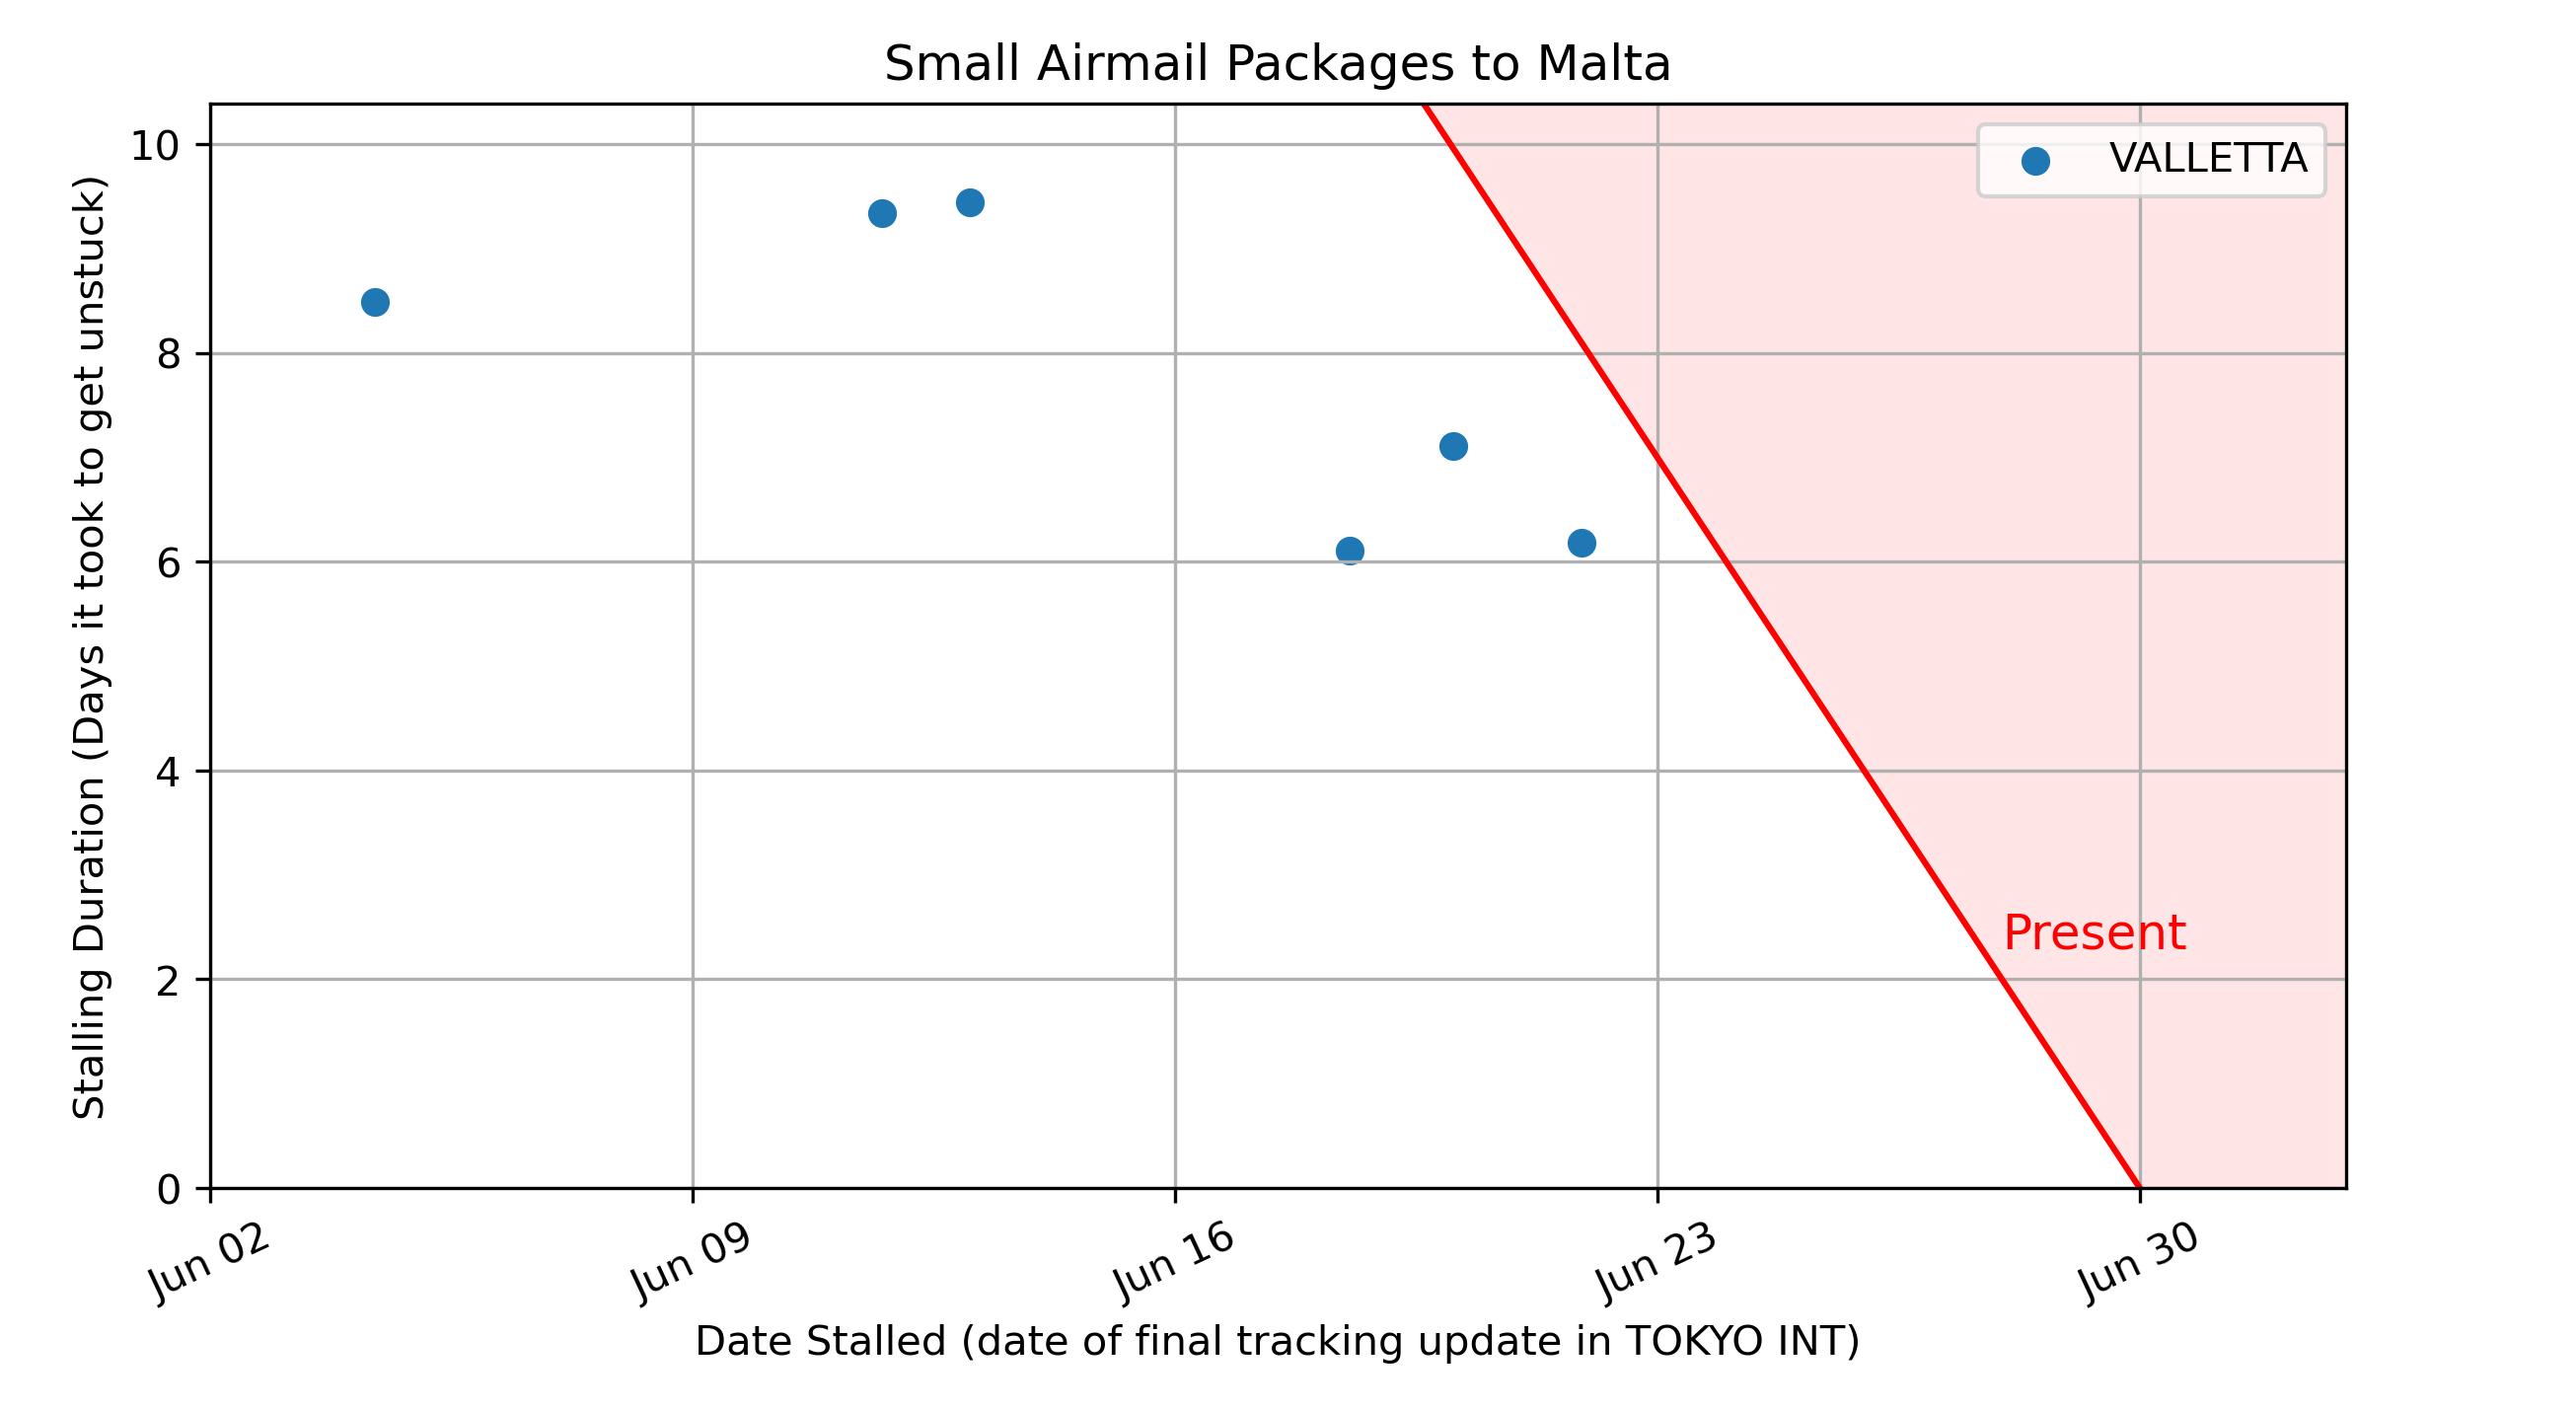 Small Airmail Packages to Malta
VALLETTA
Stalling Duration (Days it took to get unstuck)
10
8
6
4
2
0
Present
Jun 02
Jun 09
Jun 16
Jun 23
Jun 30
Date Stalled (date of final tracking update in TOKYO INT)